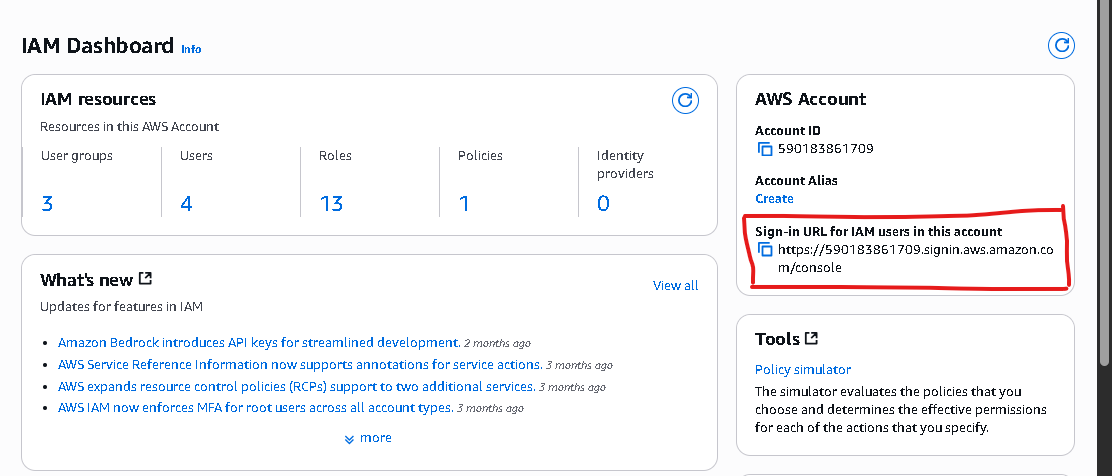 IAM Dashboard Info
IAM resources
Resources in this AWS Account
User groups
3
Users
4
Roles
13
Policies
1
Identity
providers
0
What's new
View all
Updates for features in IAM
Amazon Bedrock introduces API keys for streamlined development. 2 months ago
AWS Service Reference Information now supports annotations for service actions. 3 months ago
AWS expands resource control policies (RCPs) support to two additional services. 3 months ago
AWS IAM now enforces MFA for root users across all account types. 3 months ago
more
AWS Account
Account ID
590183861709
Account Alias
Create
Sign-in URL for IAM users in this account
https://590183861709.signin.aws.amazon.co
m/console
Tools
Policy simulator
The simulator evaluates the policies that you
choose and determines the effective permissions
for each of the actions that you specify.